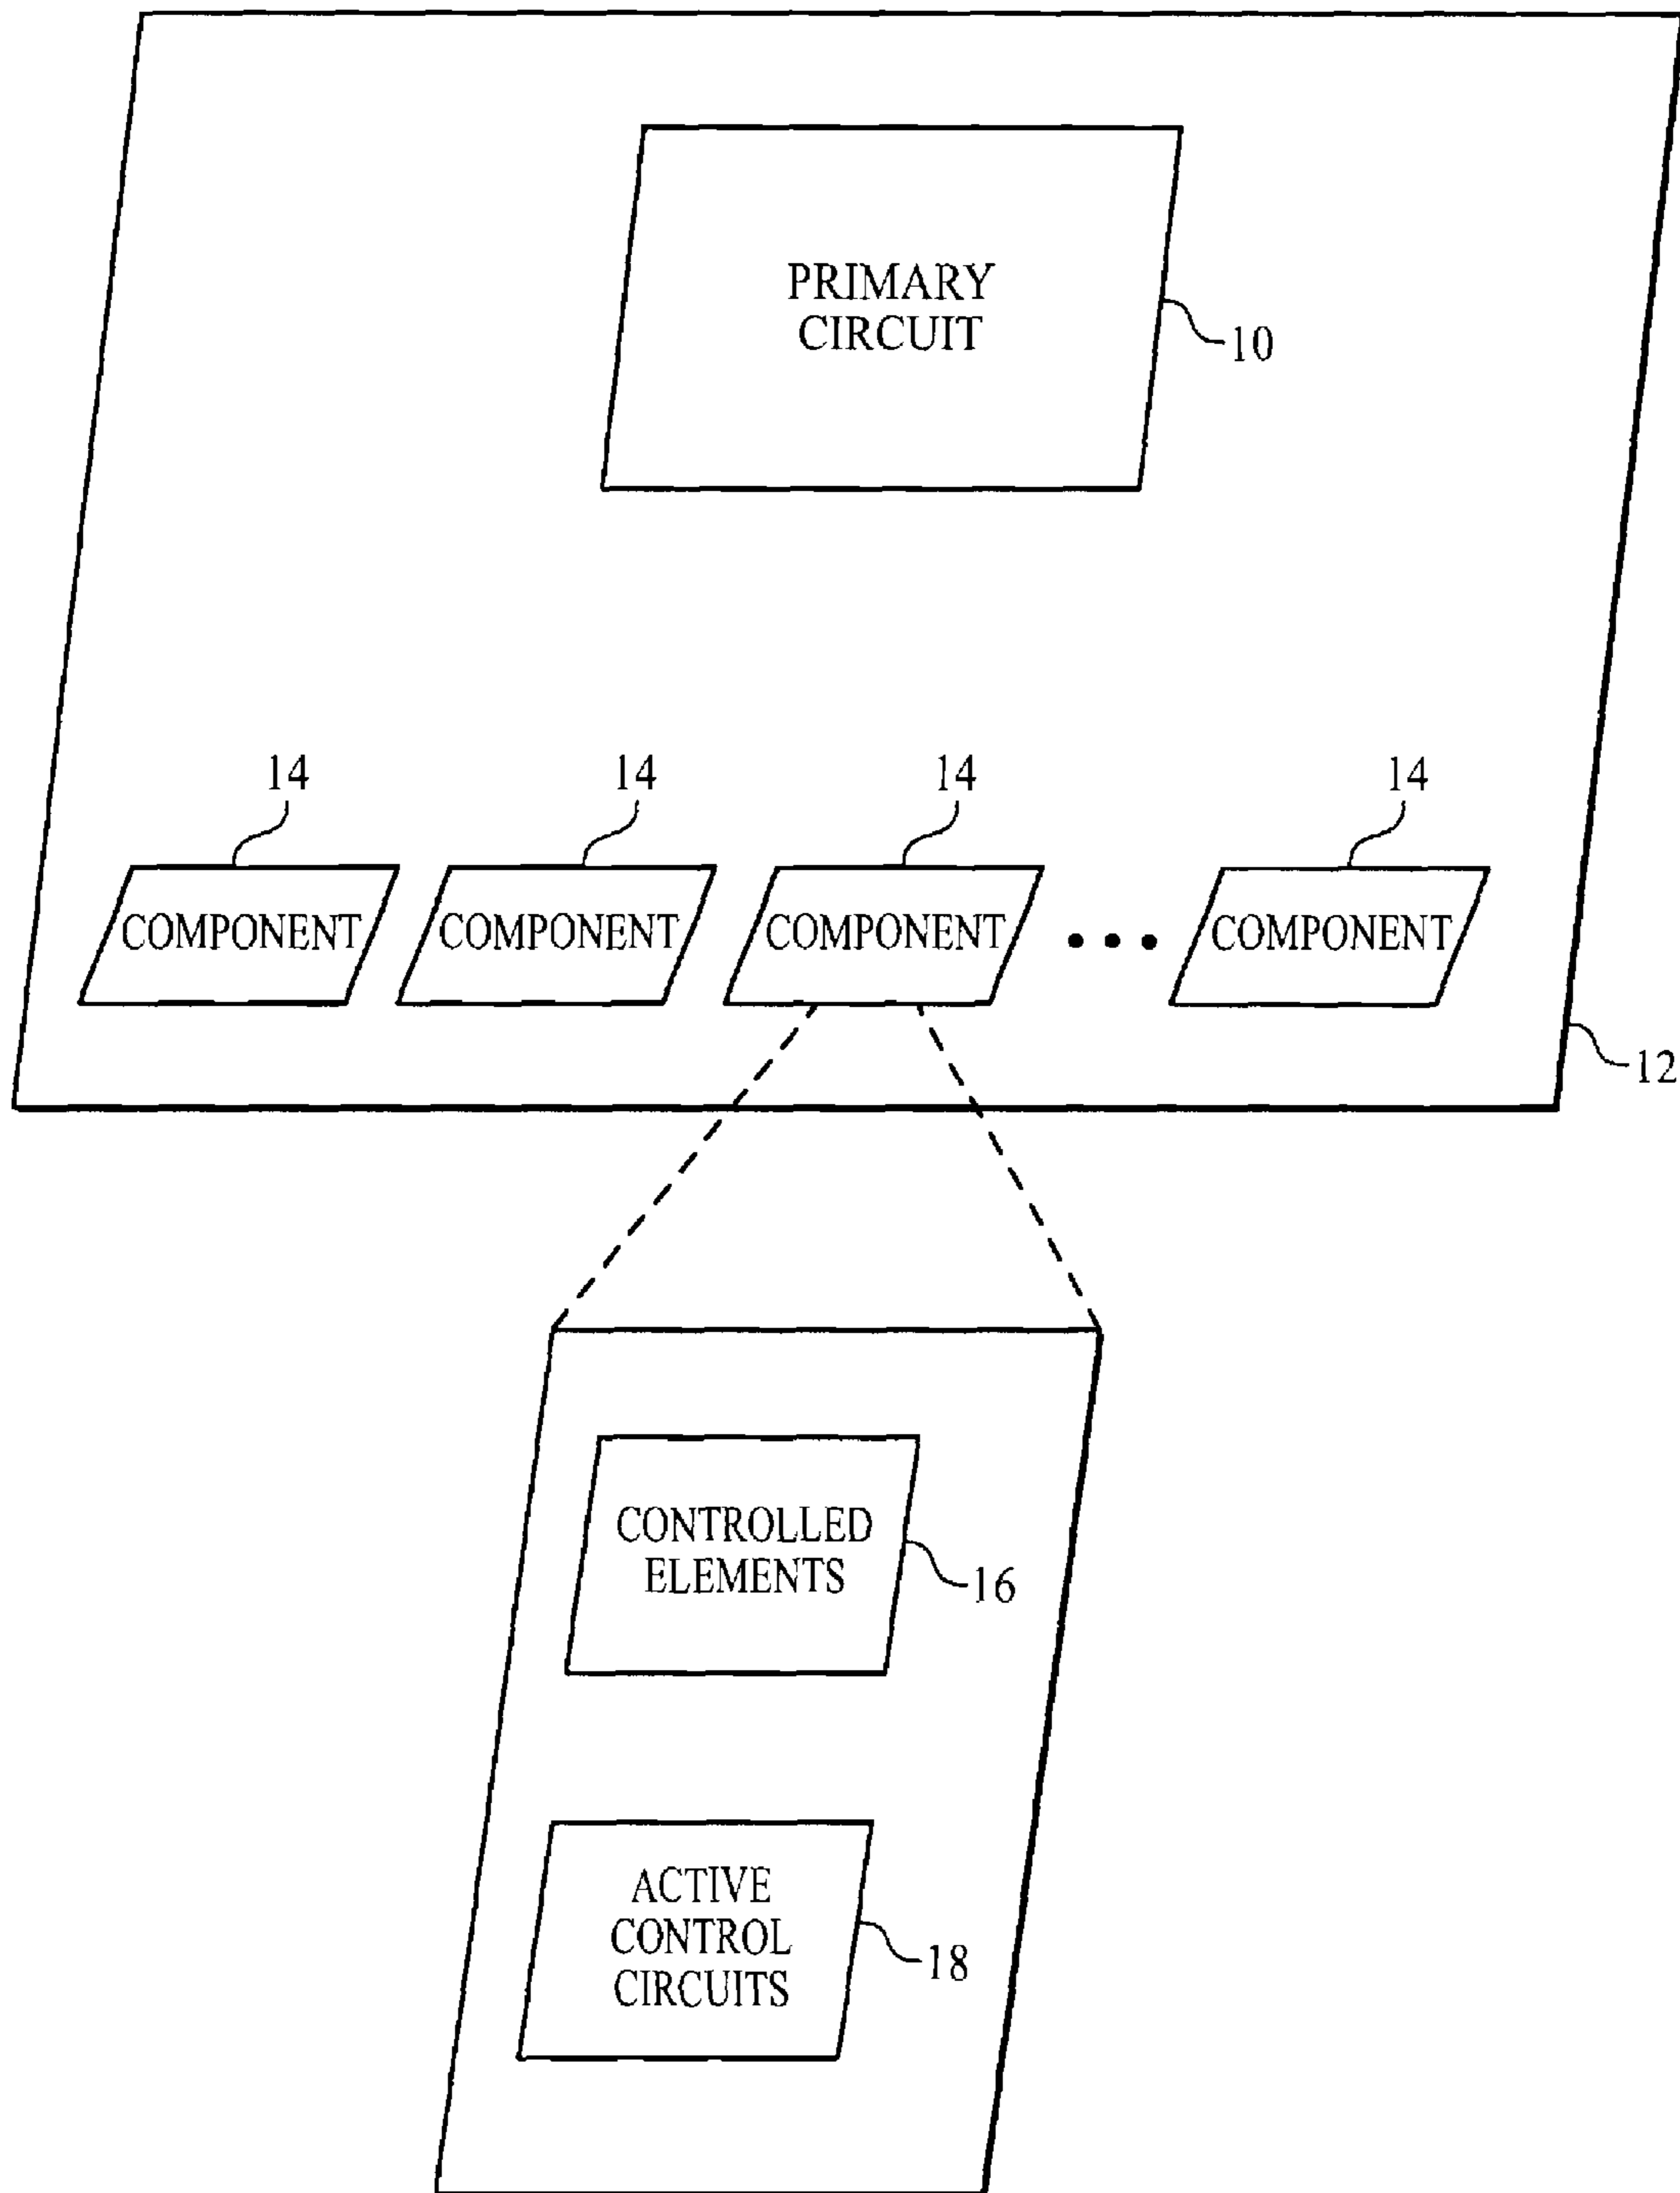 PRIMARY
CIRCUIT
10
14
14
14
14
COMPONENT
COMPONENT
COMPONENT
● ● ●
COMPONENT
12
CONTROLLED
ELEMENTS
16
ACTIVE
CONTROL
CIRCUITS
18